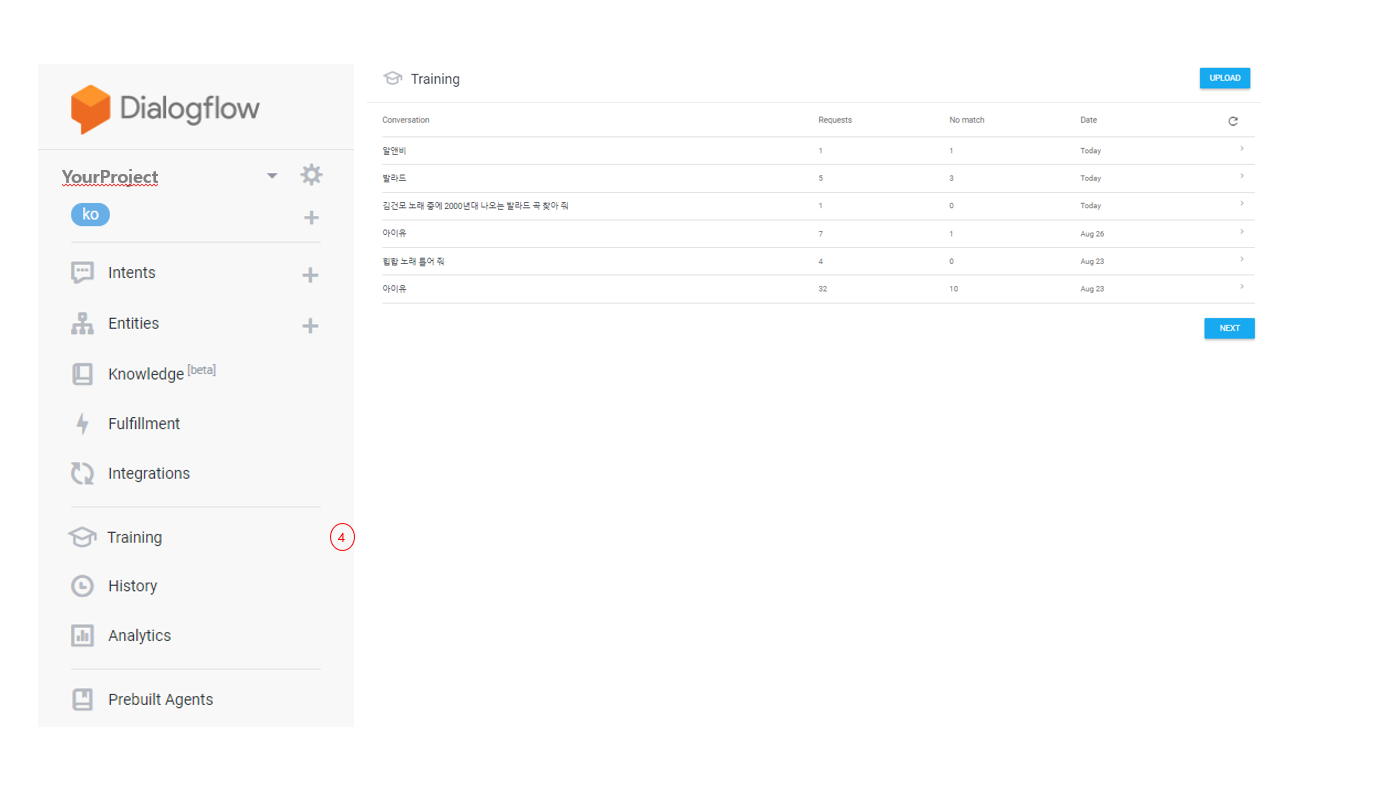 Dialogflow
YourProject
ko
Intents
Entities
Knowledge [beta]
Fulfillment
Integrations
Training
4
History
Analytics
Prebuilt Agents
Training
UPLOAD
Conversation Requests No match Date
알앤비 1 1 Today
발라드 5 3 Today
김건모 노래 중에 2000년대 나오는 발라드 곡 찾아 줘 1 0 Today
아이유 7 1 Aug 26
힙합 노래 틀어 줘 4 0 Aug 23
아이유 32 10 Aug 23
NEXT